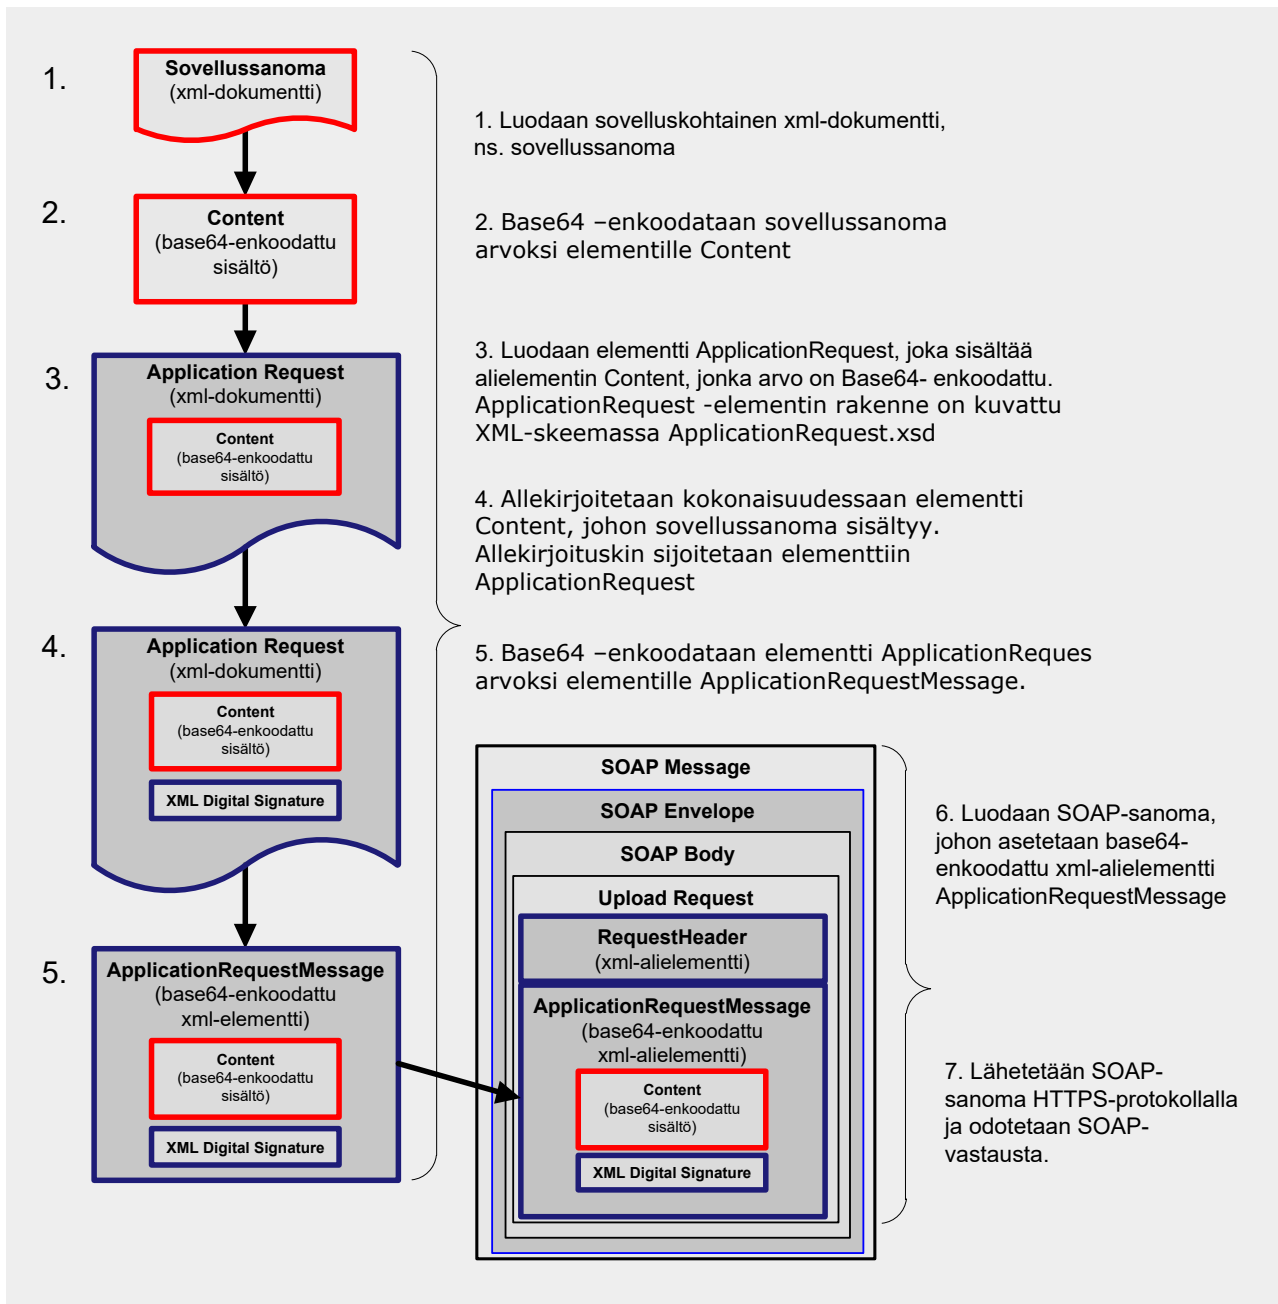 1.
Sovellussanoma
(xml-dokumentti)
1. Luodaan sovelluskohtainen xml-dokumentti,
ns. sovellussanoma
2.
Content
(base64-enkoodattu
sisältö)
2. Base64 –enkoodataan sovellussanoma
arvoksi elementille Content
3.
Application Request
(xml-dokumentti)
Content
(base64-enkoodattu
sisältö)
3. Luodaan elementti ApplicationRequest, joka sisältää
alielementin Content, jonka arvo on Base64- enkoodattu.
ApplicationRequest -elementin rakenne on kuvattu
XML-skeemassa ApplicationRequest.xsd
4. Allekirjoitetaan kokonaisuudessaan elementti
Content, johon sovellussanoma sisältyy.
Allekirjoituskin sijoitetaan elementtiin
ApplicationRequest
4.
Application Request
(xml-dokumentti)
Content
(base64-enkoodattu
sisältö)
XML Digital Signature
5. Base64 –enkoodataan elementti ApplicationReques
arvoksi elementille ApplicationRequestMessage.
5.
ApplicationRequestMessage
(base64-enkoodattu
xml-elementti)
Content
(base64-enkoodattu
sisältö)
XML Digital Signature
SOAP Message
SOAP Envelope
SOAP Body
Upload Request
RequestHeader
(xml-alielementti)
ApplicationRequestMessage
(base64-enkoodattu
xml-alielementti)
Content
(base64-enkoodattu
sisältö)
XML Digital Signature
6. Luodaan SOAP-sanoma,
johon asetetaan base64-
enkoodattu xml-alielementti
ApplicationRequestMessage
7. Lähetetään SOAP-
sanoma HTTPS-protokollalla
ja odotetaan SOAP-
vastausta.